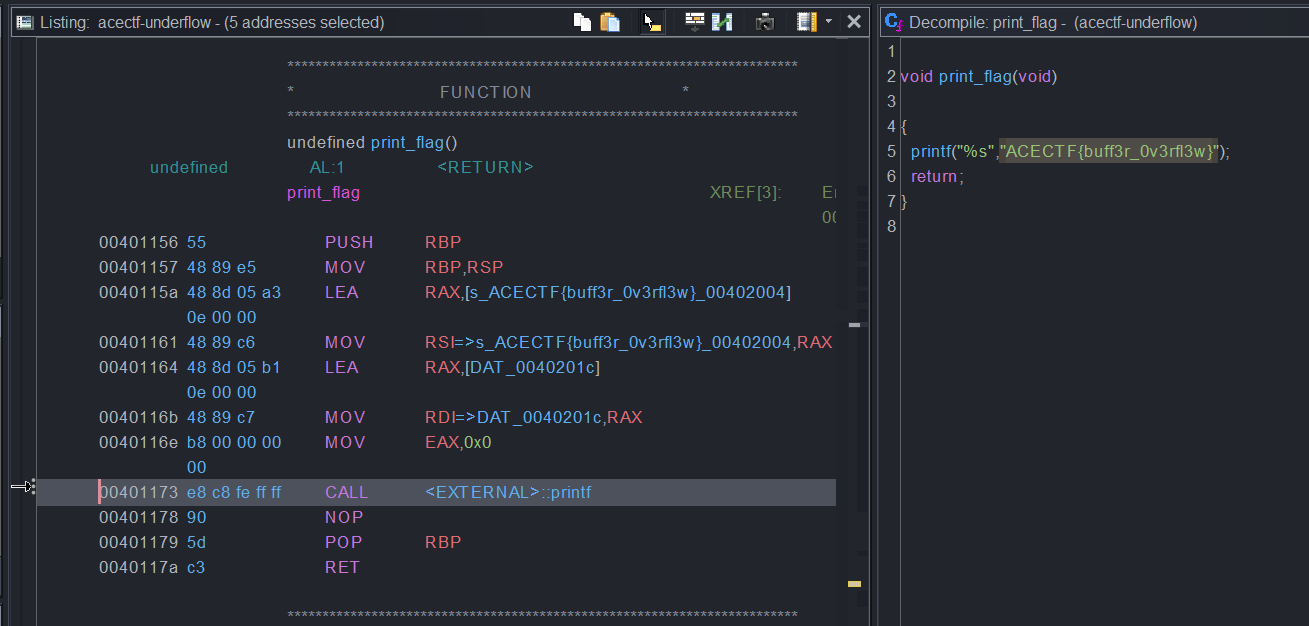 Listing: acectf-underflow - (5 addresses selected)
************************************************************************
* FUNCTION *
************************************************************************
undefined print_flag()
undefined AL:1 <RETURN>
print_flag XREF[3]:
00401156 55 PUSH RBP
00401157 48 89 e5 MOV RBP,RSP
0040115a 48 8d 05 a3 LEA RAX,[s_ACECTF{buff3r_0v3rfl3w}_00402004]
0e 00 00
00401161 48 89 c6 MOV RSI=>s_ACECTF{buff3r_0v3rfl3w}_00402004,RAX
00401164 48 8d 05 b1 LEA RAX,[DAT_0040201c]
0e 00 00
0040116b 48 89 c7 MOV RDI=>DAT_0040201c,RAX
0040116e b8 00 00 00 MOV EAX,0x0
00
00401173 e8 c8 fe ff ff CALL <EXTERNAL>::printf
00401178 90 NOP
00401179 5d POP RBP
0040117a c3 RET
************************************************************************
Decompile: print_flag - (acectf-underflow)
1
2 void print_flag(void)
3
4 {
5 printf("%s","ACECTF{buff3r_0v3rfl3w}");
6 return;
7 }
8